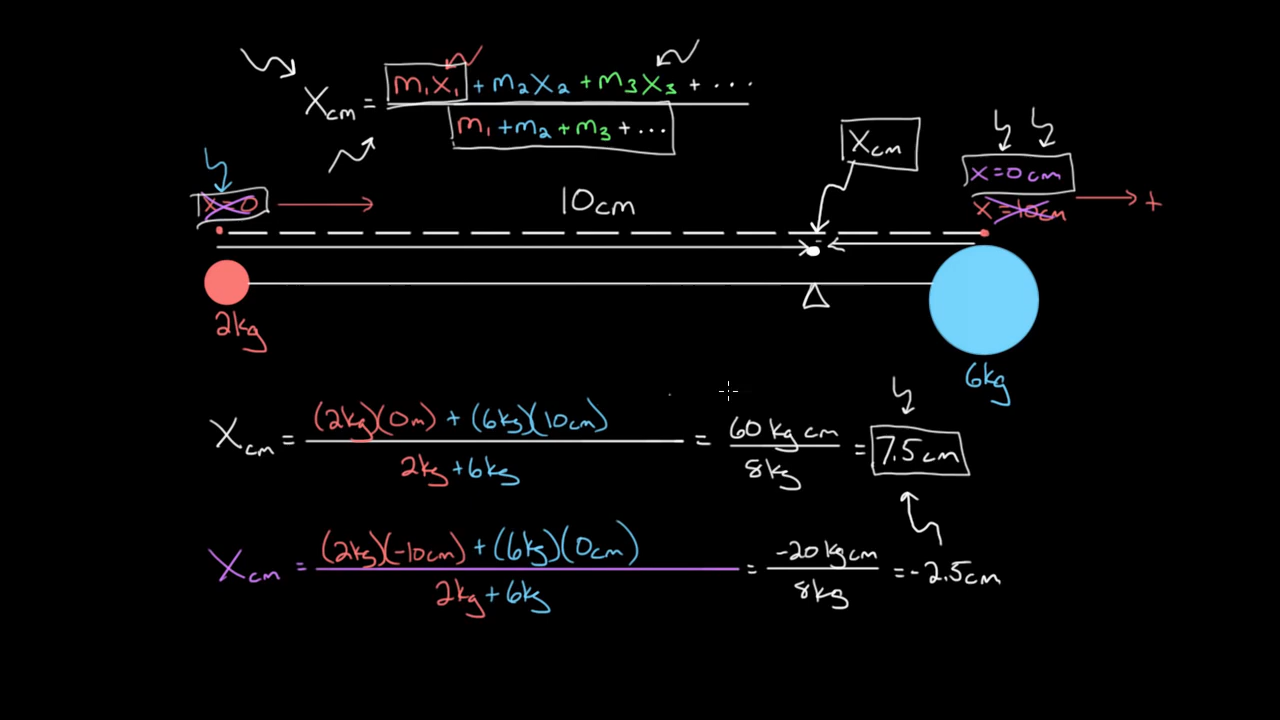 Xcm = m₁x₁ + m₂x₂ + m₃x₃ + ...
m₁ + m₂ + m₃ + ...
Xcm
x=0cm
x=0
10cm
x=10cm
+
2kg
6kg
Xcm = (2kg)(0m) + (6kg)(10cm) = 60 kg cm = 7.5cm
2kg + 6kg 8kg
Xcm = (2kg)(-10cm) + (6kg)(0cm) = -20 kg cm = -2.5cm
2kg + 6kg 8kg